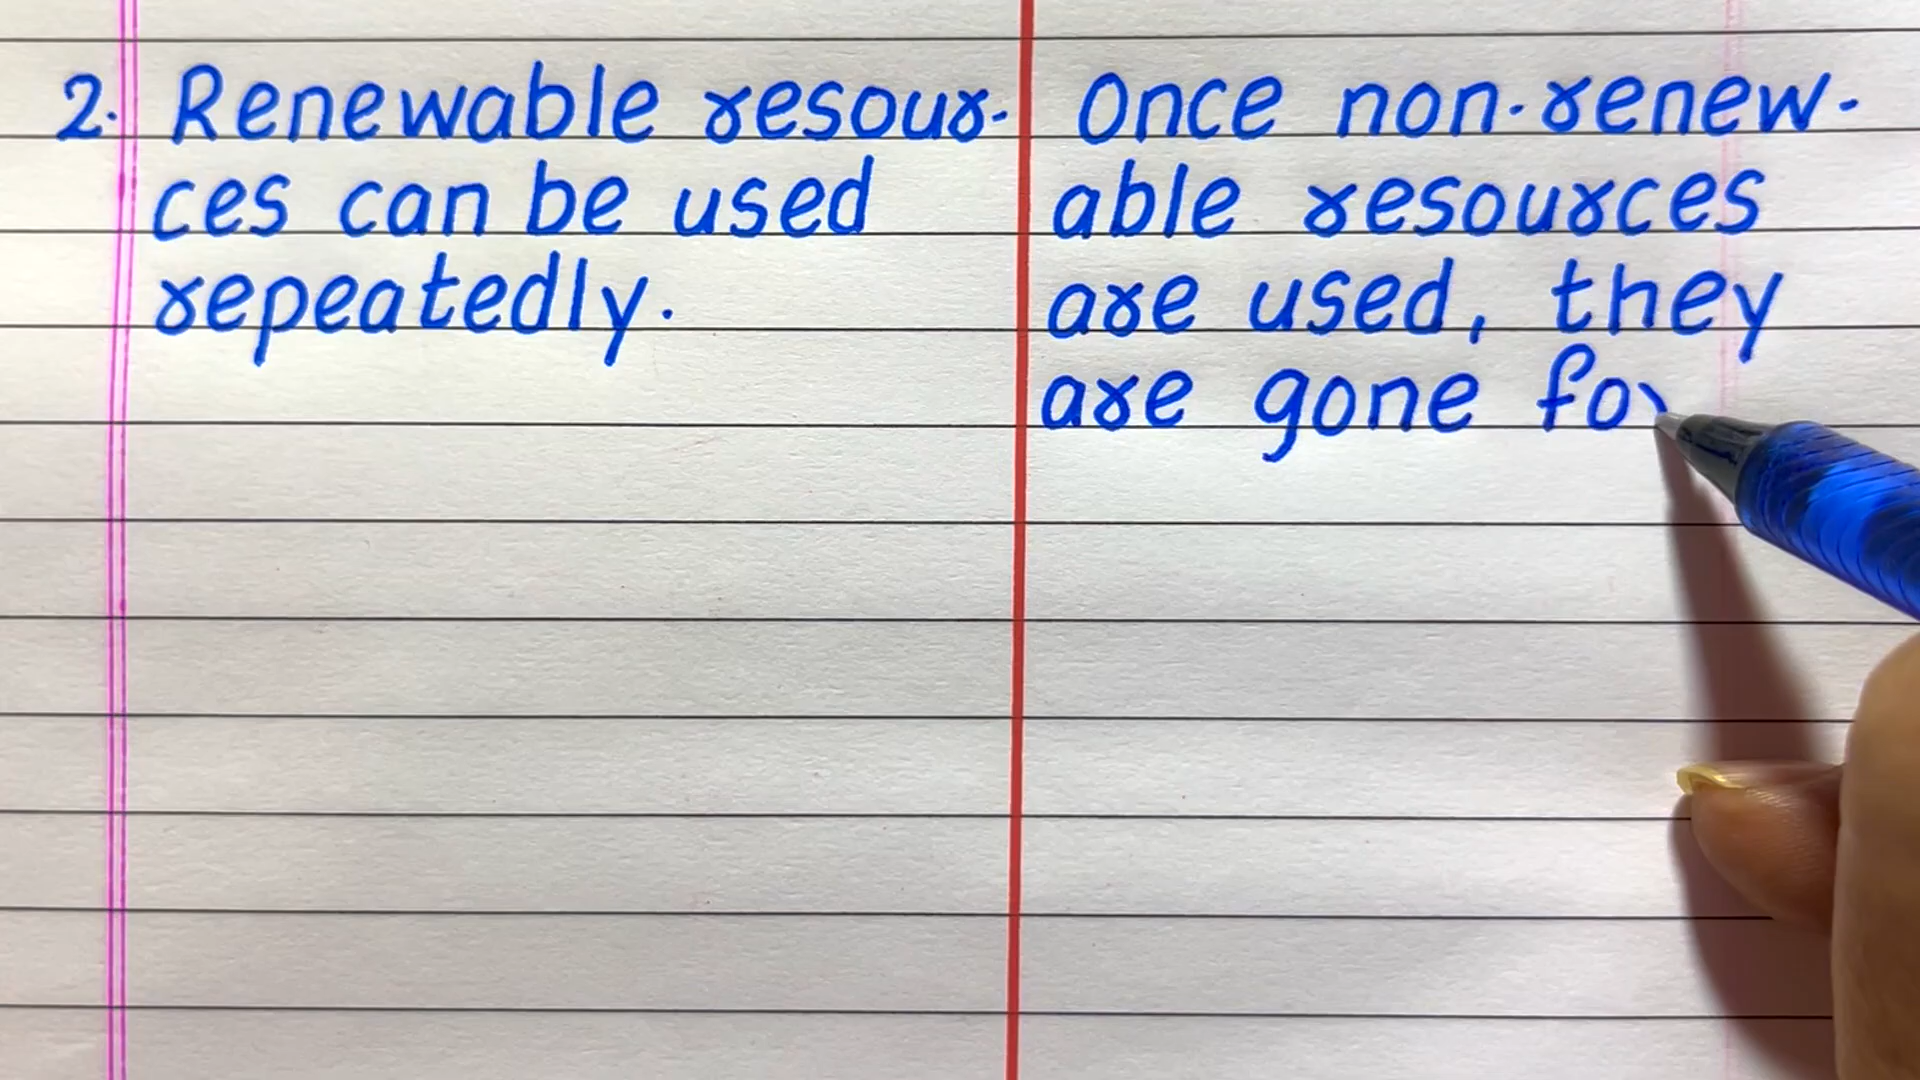 2. Renewable resour-
ces can be used
repeatedly.
Once non-renew-
able resources
are used, they
are gone